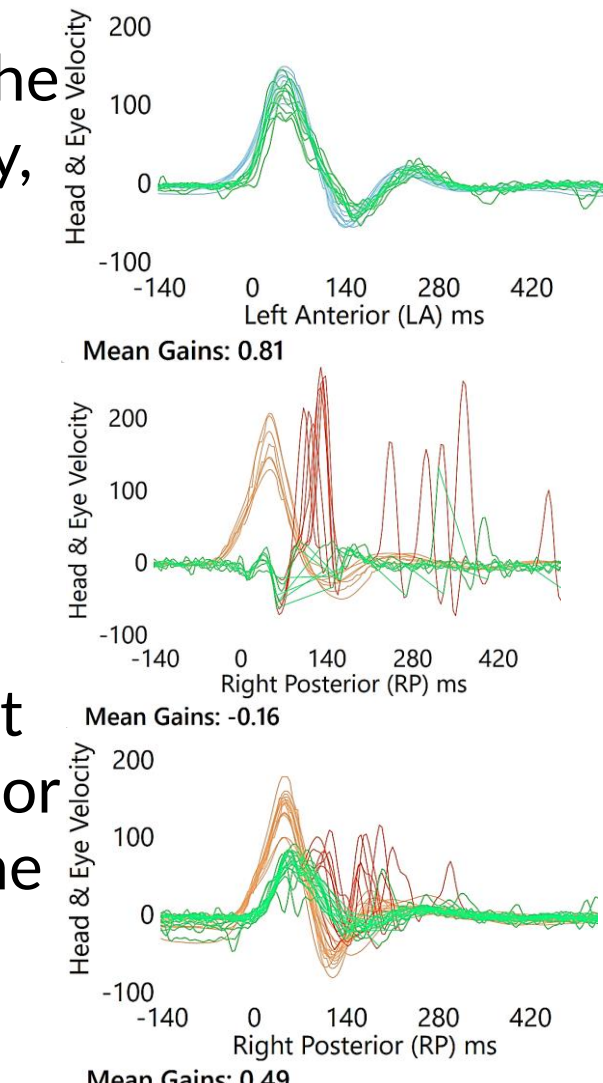 he
y,
Head & Eye Velocity
200
100
0
-100
-140 0 140 280 420
Left Anterior (LA) ms
Mean Gains: 0.81
Head & Eye Velocity
200
100
0
-100
-140 0 140 280 420
Right Posterior (RP) ms
t
Mean Gains: -0.16
or
he
Head & Eye Velocity
200
100
0
-100
-140 0 140 280 420
Right Posterior (RP) ms
Mean Gains: 0.49